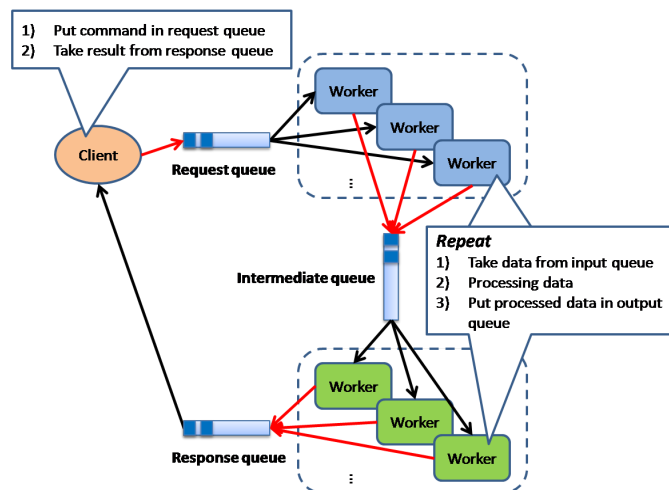 1) Put command in request queue
2) Take result from response queue
Worker
Worker
Worker
Client
Request queue
...
Repeat
1) Take data from input queue
2) Processing data
3) Put processed data in output
queue
Intermediate queue
Worker
Worker
Worker
Response queue
...